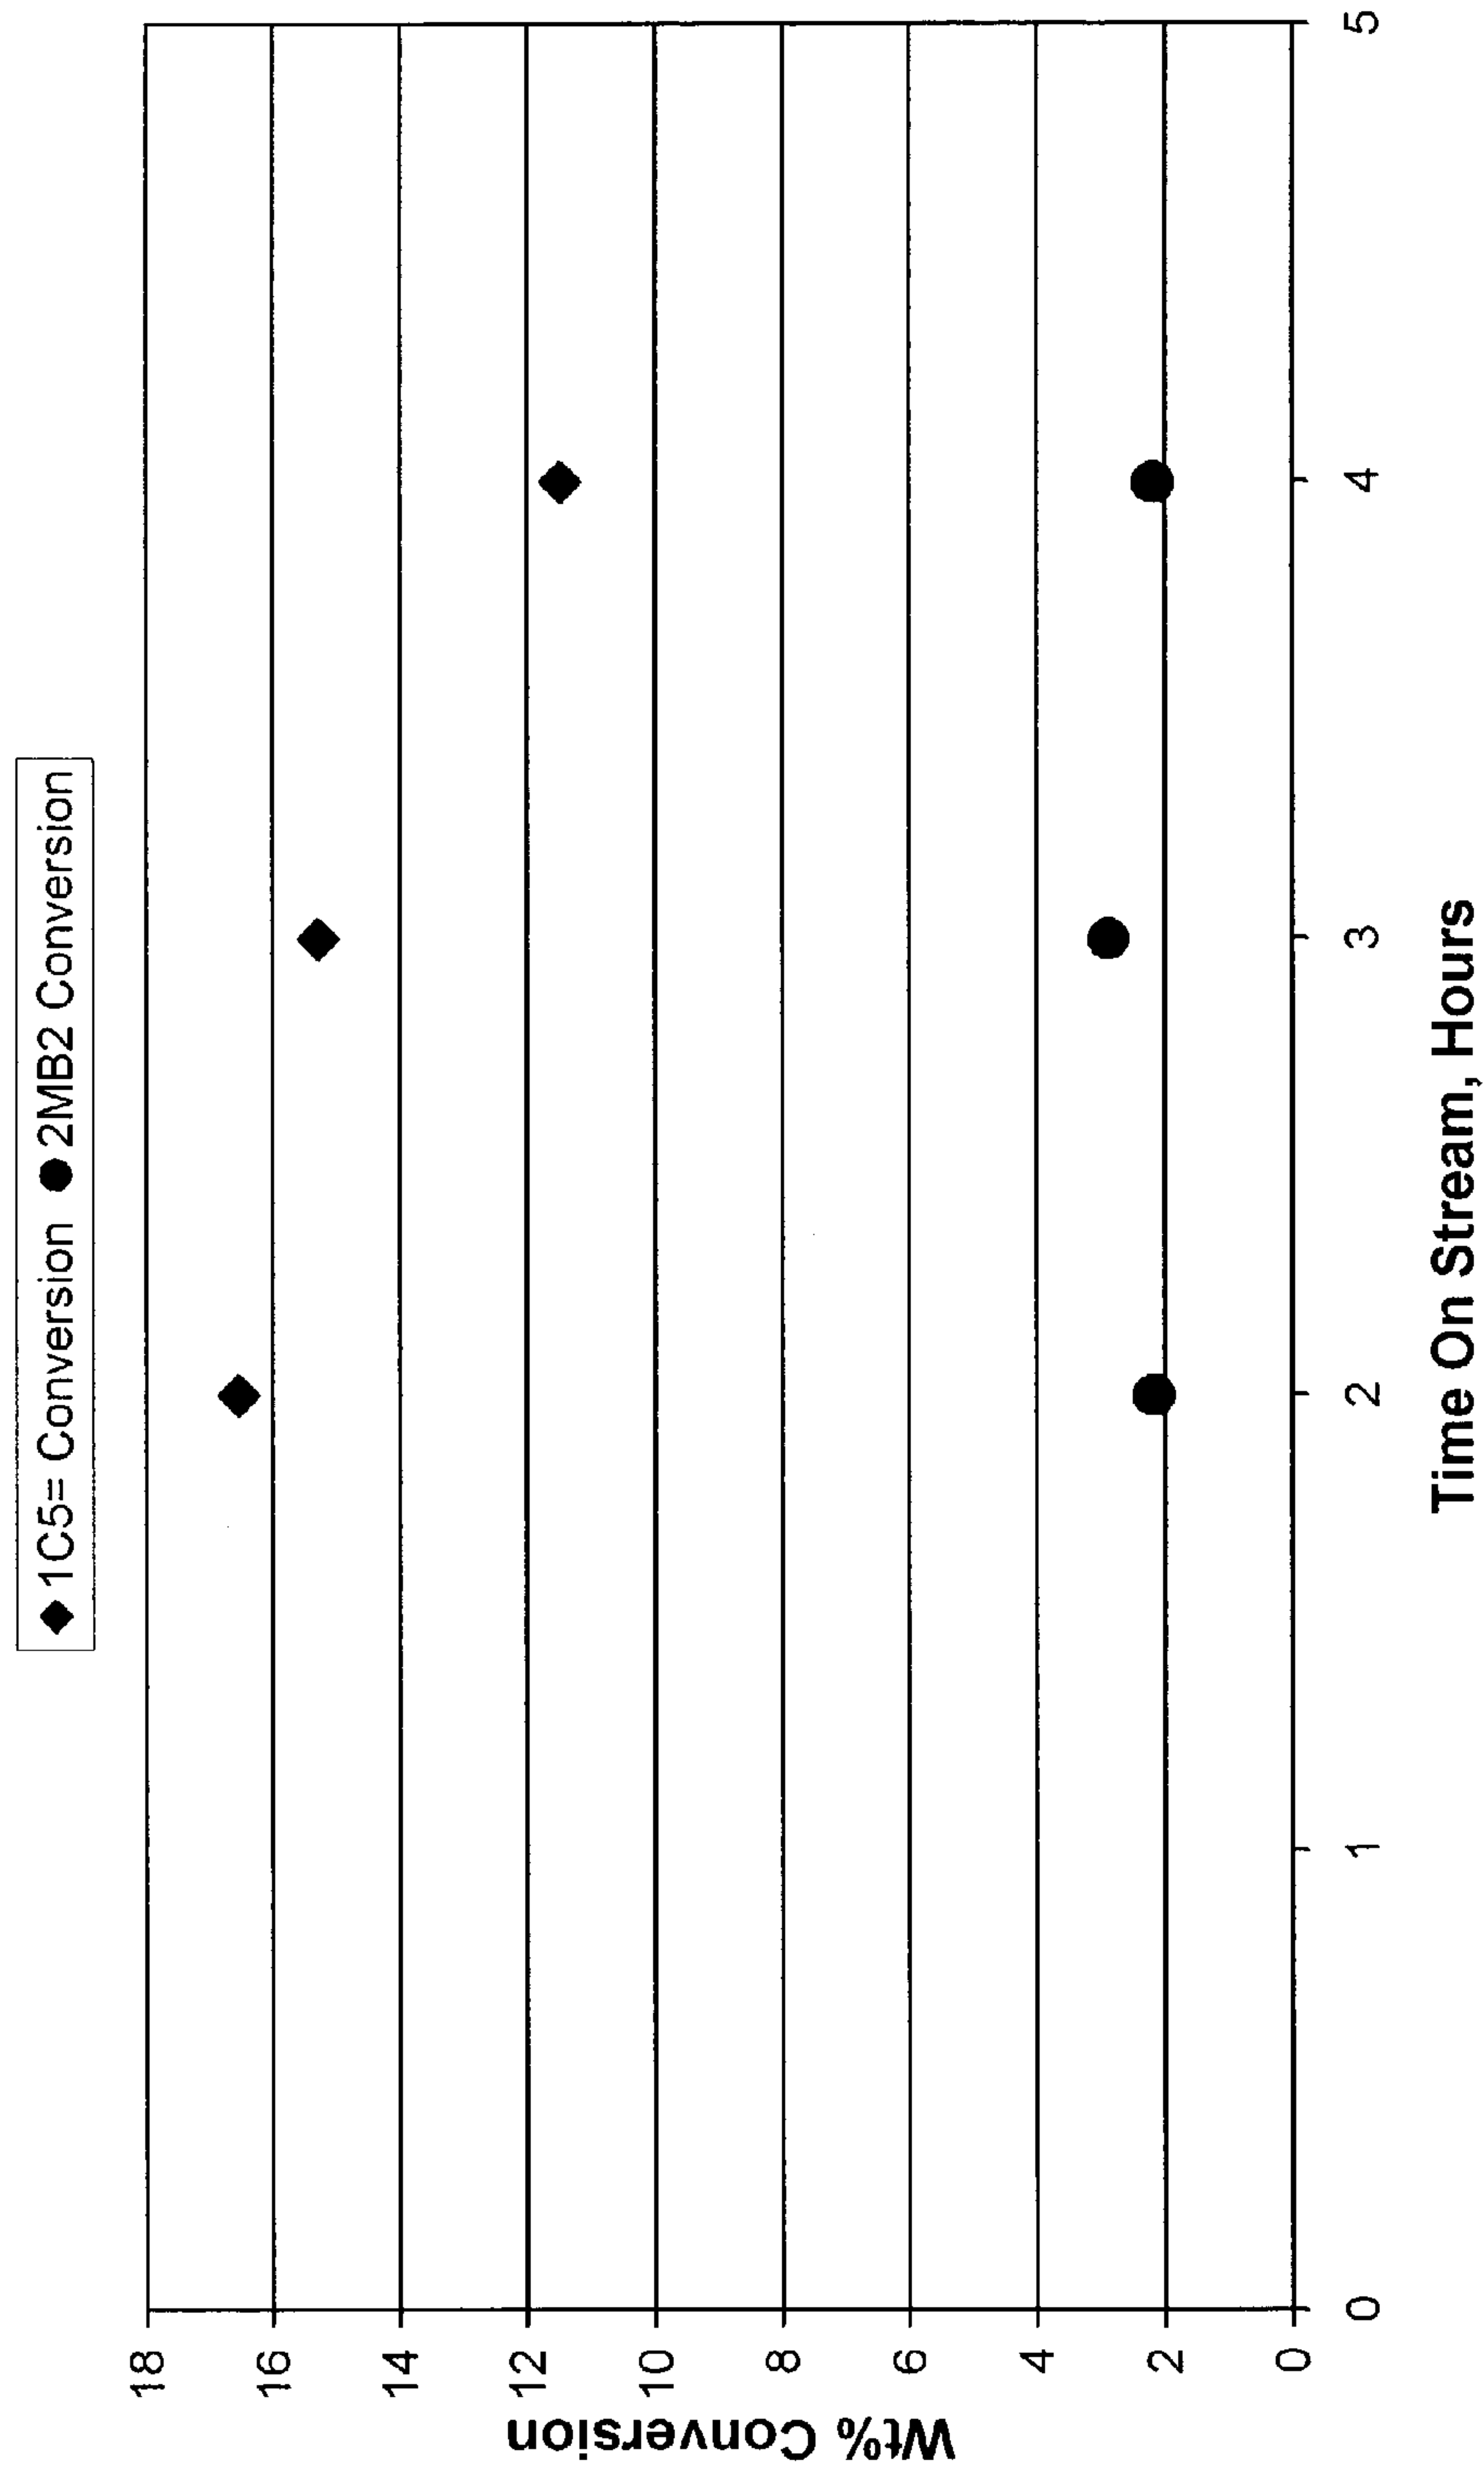 ◆ 1C5= Conversion ● 2MB2 Conversion
Wt% Conversion
18
16
14
12
10
8
6
4
2
0
0 1 2 3 4 5
Time On Stream, Hours